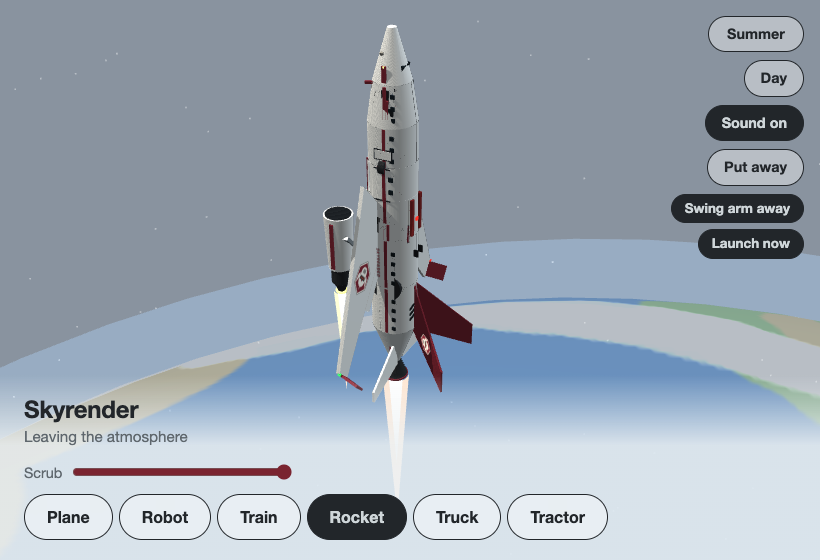 Summer
Day
Sound on
Put away
Swing arm away
Launch now
Skyrender
Leaving the atmosphere
Scrub
Plane Robot Train Rocket Truck Tractor